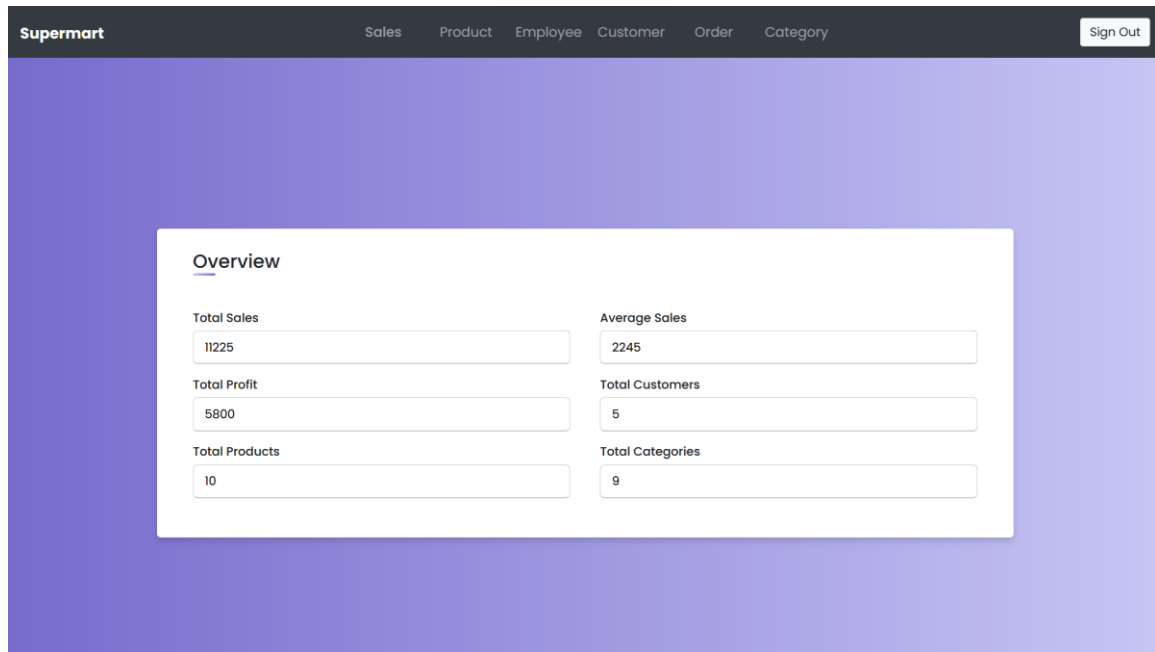 Supermart Sales Product Employee Customer Order Category Sign Out
Overview
Total Sales Average Sales
11225 2245
Total Profit Total Customers
5800 5
Total Products Total Categories
10 9